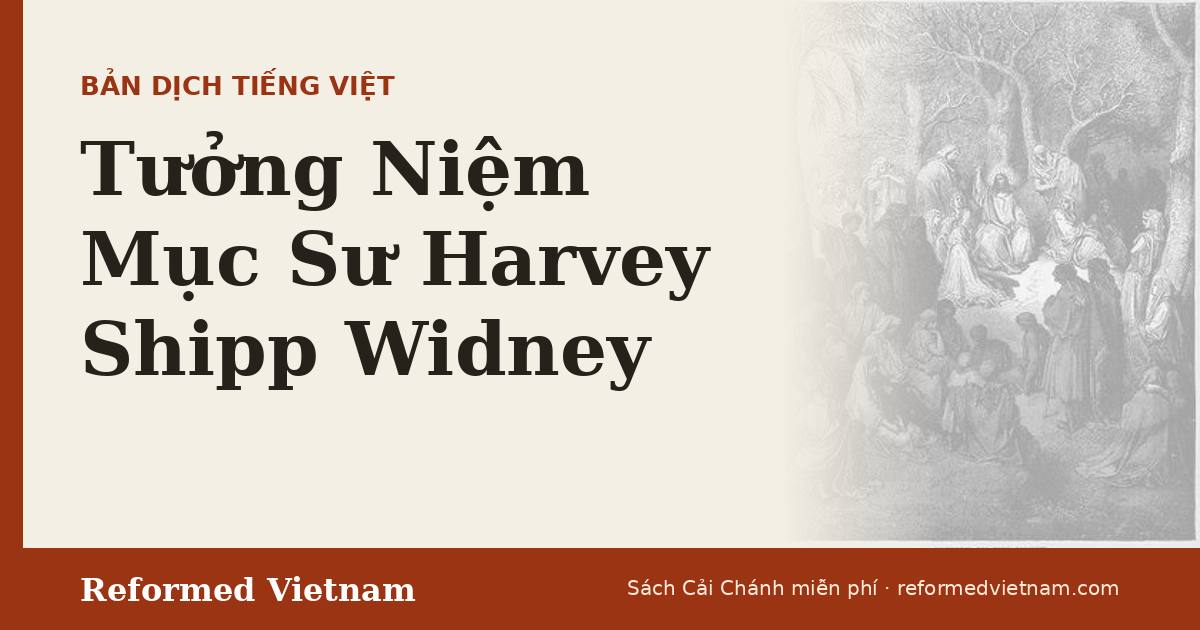 BẢN DỊCH TIẾNG VIỆT
Tưởng Niệm
Mục Sư Harvey
Shipp Widney
Reformed Vietnam
Sách Cải Chánh miễn phí · reformedvietnam.com